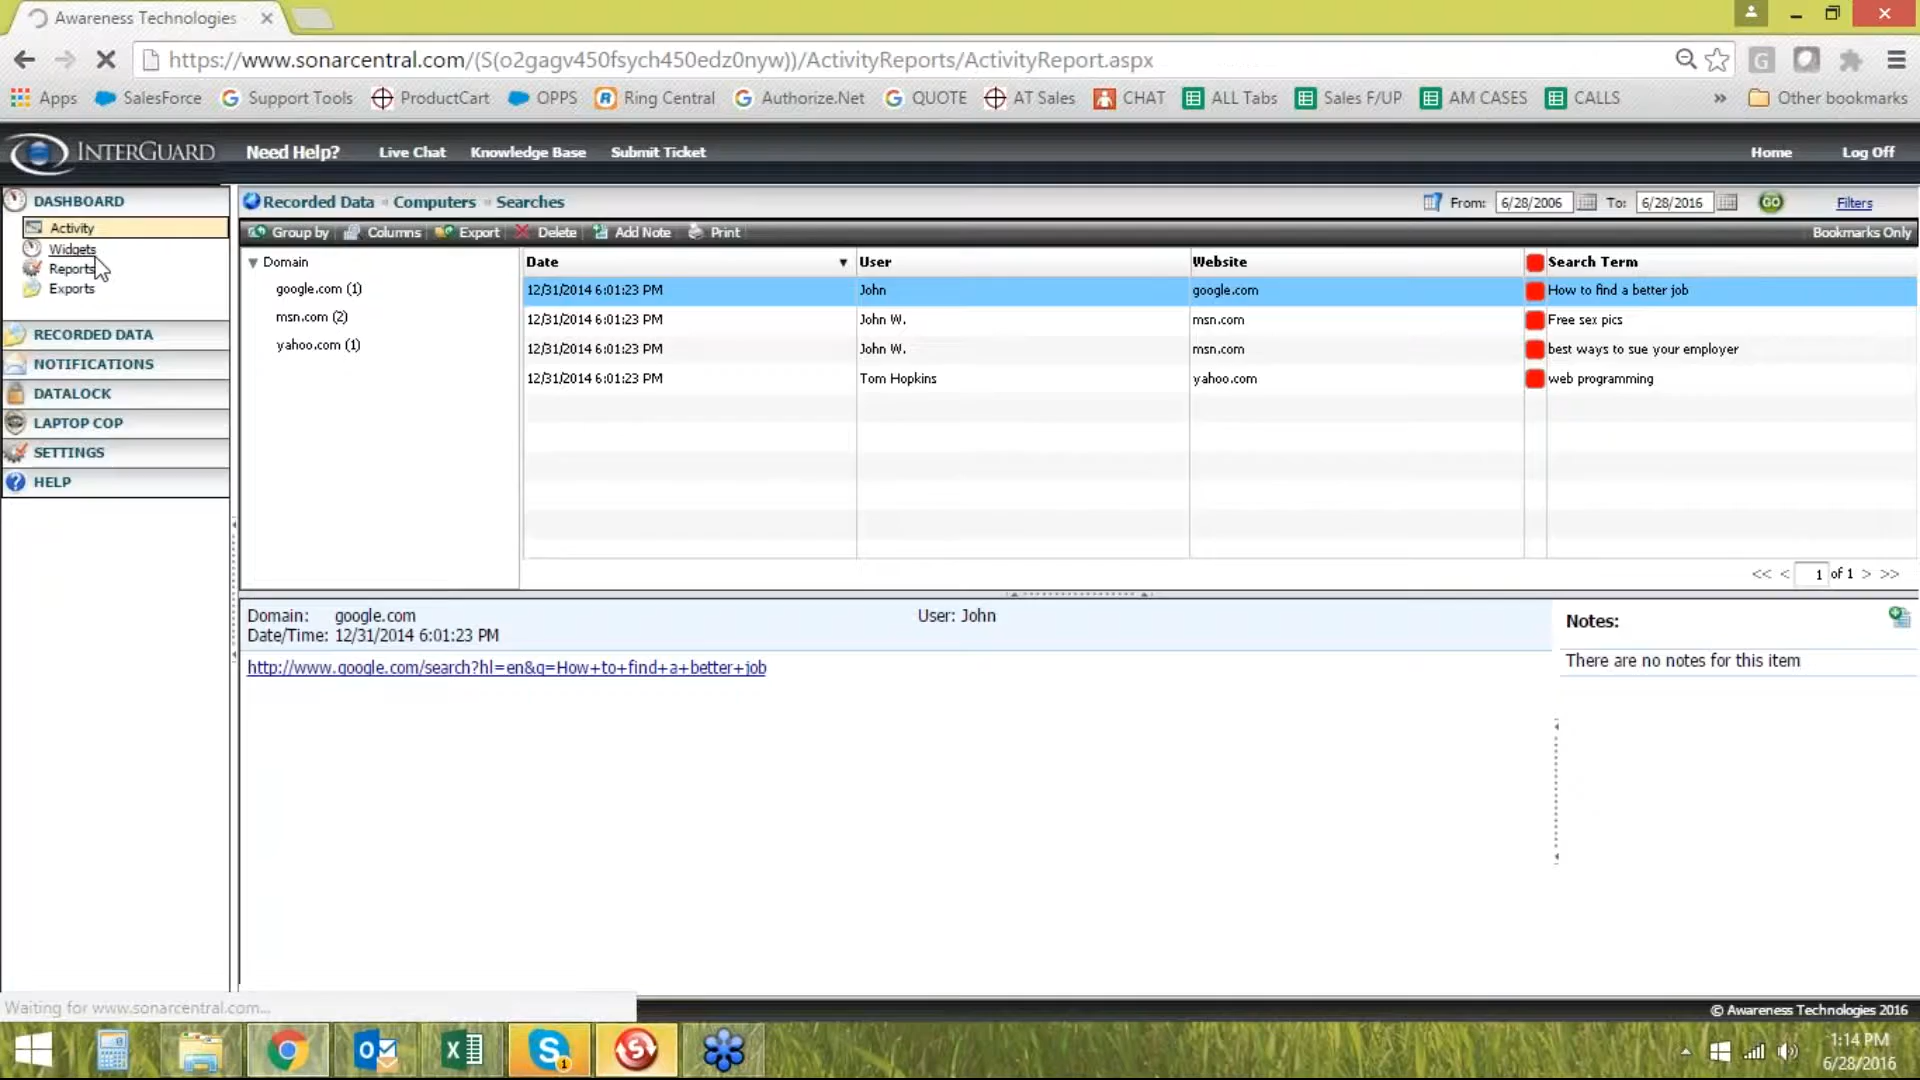 Awareness Technologies
https://www.sonarcentral.com/(S(o2gagv450fsych450edz0nyw))/ActivityReports/ActivityReport.aspx
Apps SalesForce Support Tools ProductCart OPPS Ring Central Authorize.Net QUOTE AT Sales CHAT ALL Tabs Sales F/UP AM CASES CALLS » Other bookmarks
INTERGUARD Need Help? Live Chat Knowledge Base Submit Ticket Home Log Off
DASHBOARD
Activity
Widgets
Reports
Exports
RECORDED DATA
NOTIFICATIONS
DATALOCK
LAPTOP COP
SETTINGS
HELP
Recorded Data Computers Searches From: 6/28/2006 To: 6/28/2016 GO Filters
Group by Columns Export Delete Add Note Print Bookmarks Only
Domain
google.com (1)
msn.com (2)
yahoo.com (1)
Date User Website Search Term
12/31/2014 6:01:23 PM John google.com How to find a better job
12/31/2014 6:01:23 PM John W. msn.com Free sex pics
12/31/2014 6:01:23 PM John W. msn.com best ways to sue your employer
12/31/2014 6:01:23 PM Tom Hopkins yahoo.com web programming
<< < 1 of 1 > >>
Domain: google.com User: John
Date/Time: 12/31/2014 6:01:23 PM
http://www.google.com/search?hl=en&q=How+to+find+a+better+job
Notes:
There are no notes for this item
Waiting for www.sonarcentral.com...
© Awareness Technologies 2016
1:14 PM
6/28/2016